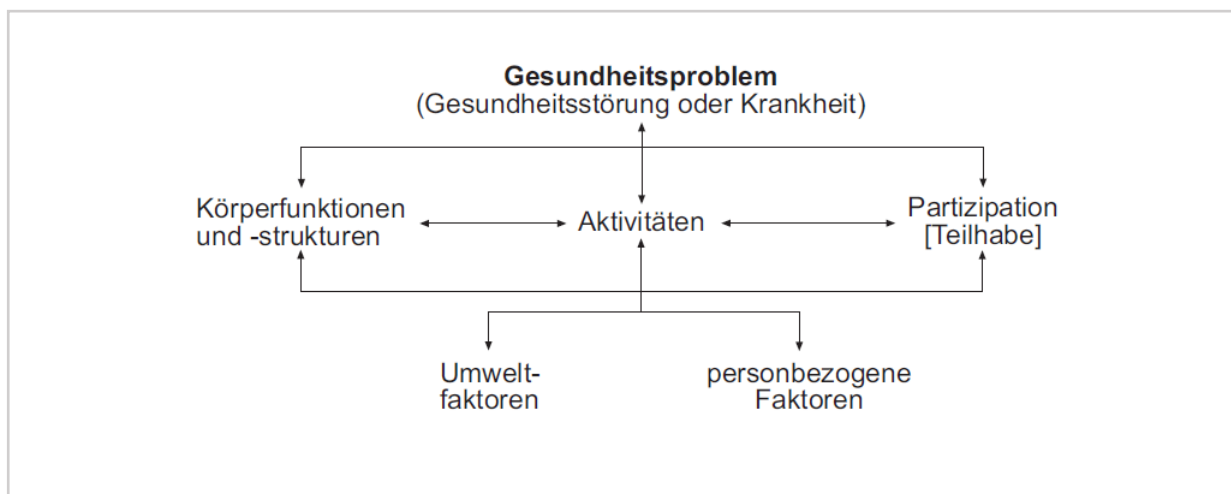 Gesundheitsproblem
(Gesundheitsstörung oder Krankheit)
Körperfunktionen
und -strukturen
Aktivitäten
Partizipation
[Teilhabe]
Umwelt-
faktoren
personbezogene
Faktoren